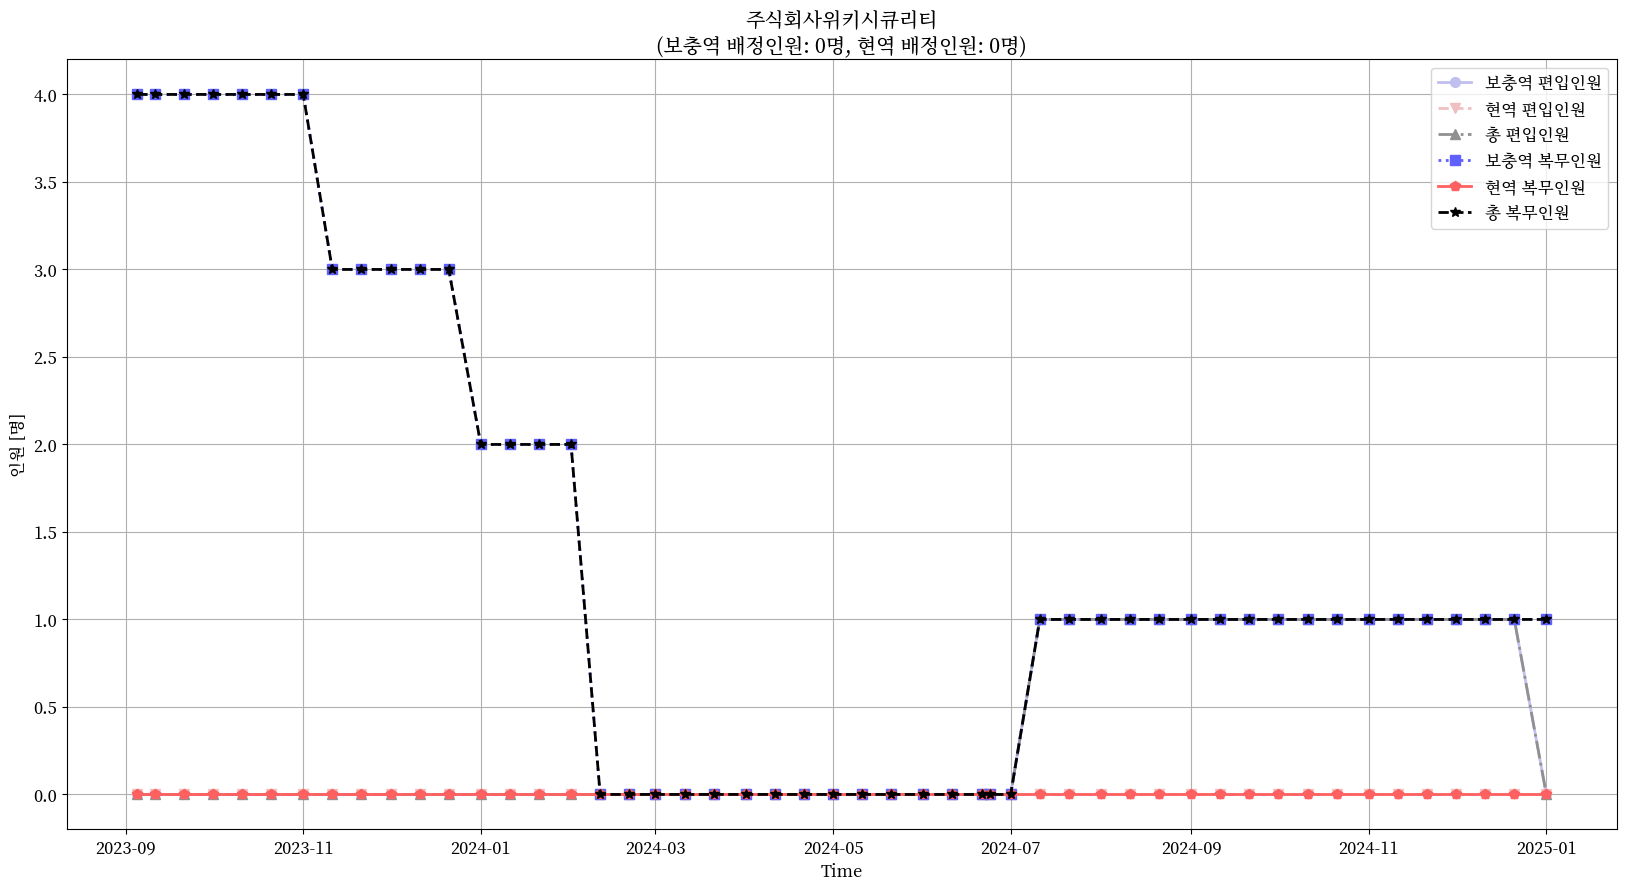 주식회사위키시큐리티
(보충역 배정인원: 0명, 현역 배정인원: 0명)
보충역 편입인원
현역 편입인원
총 편입인원
보충역 복무인원
현역 복무인원
총 복무인원
인원 [명]
4.0
3.5
3.0
2.5
2.0
1.5
1.0
0.5
0.0
2023-09
2023-11
2024-01
2024-03
2024-05
2024-07
2024-09
2024-11
2025-01
Time